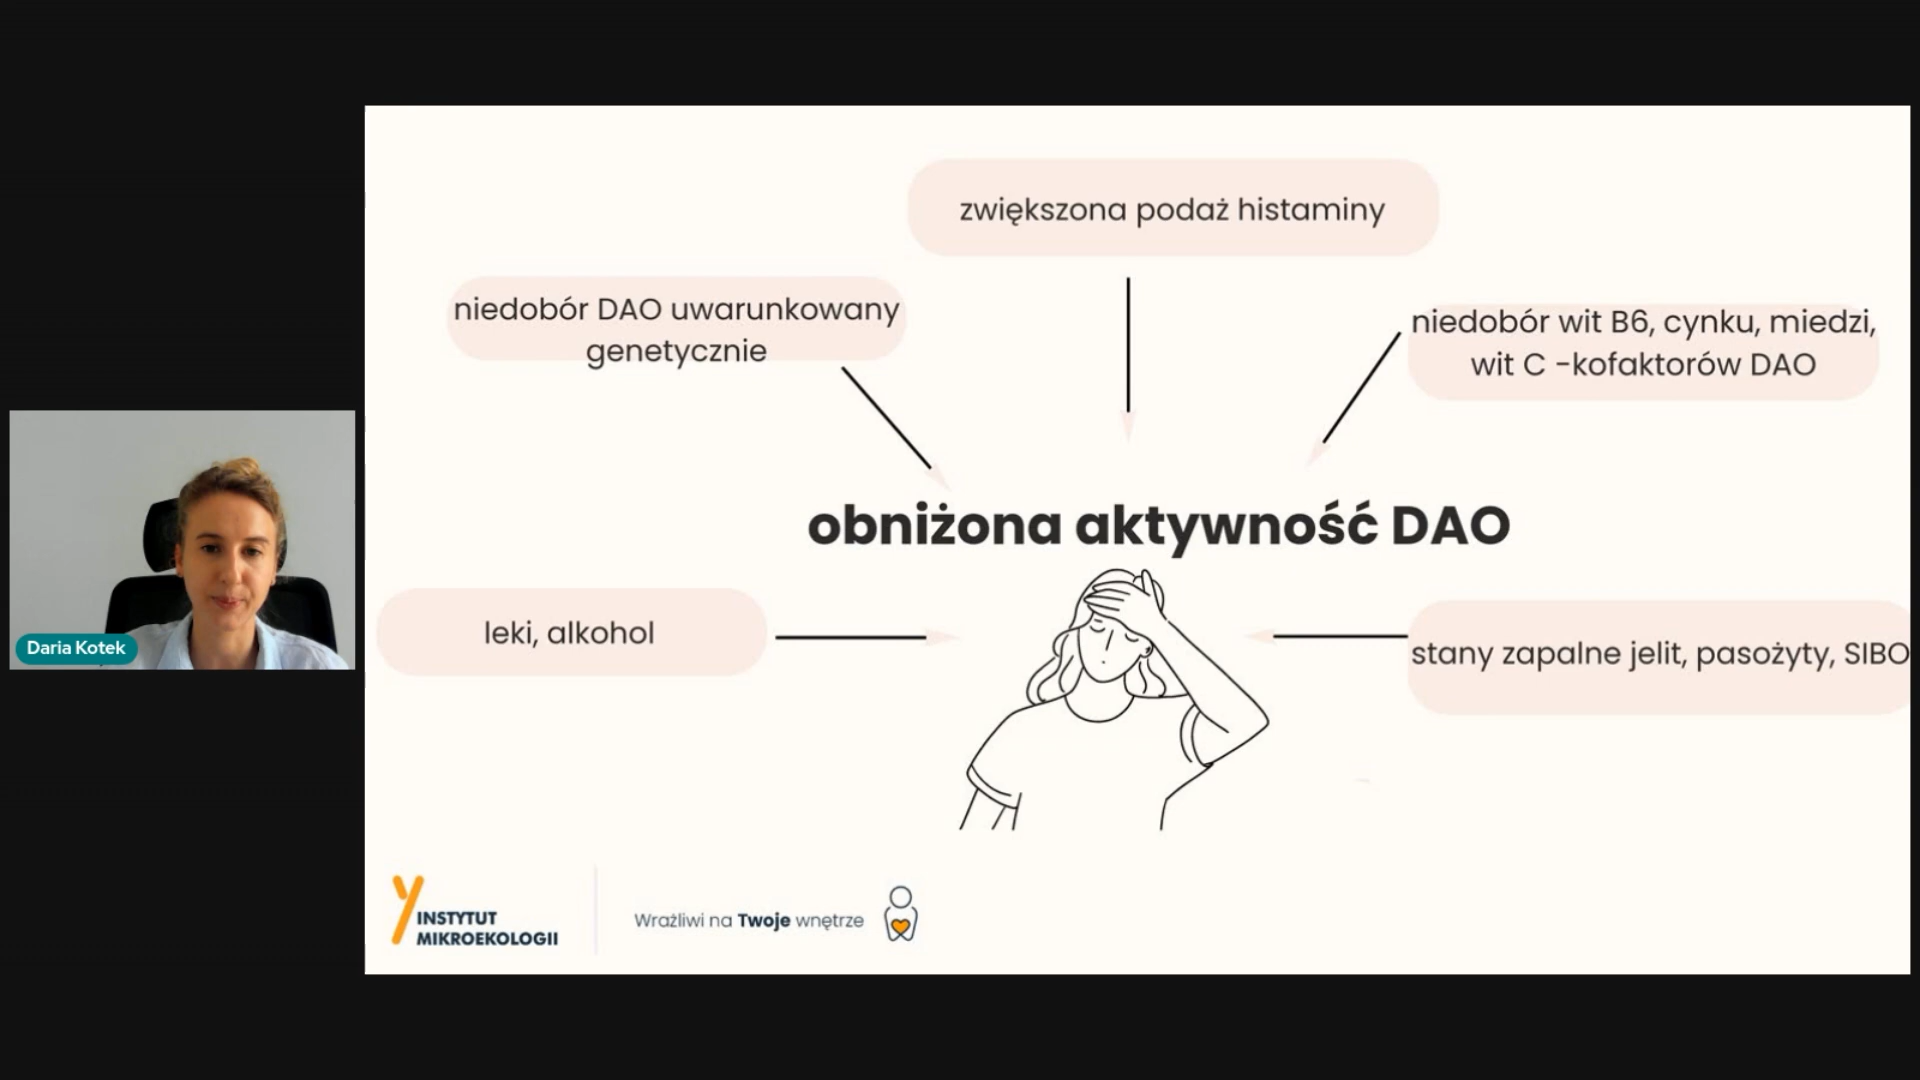 zwiększona podaż histaminy
niedobór DAO uwarunkowany
genetycznie
niedobór wit B6, cynku, miedzi,
wit C -kofaktorów DAO
obniżona aktywność DAO
leki, alkohol
stany zapalne jelit, pasożyty, SIBO
Daria Kotek
INSTYTUT
MIKROEKOLOGII
Wrażliwi na Twoje wnętrze